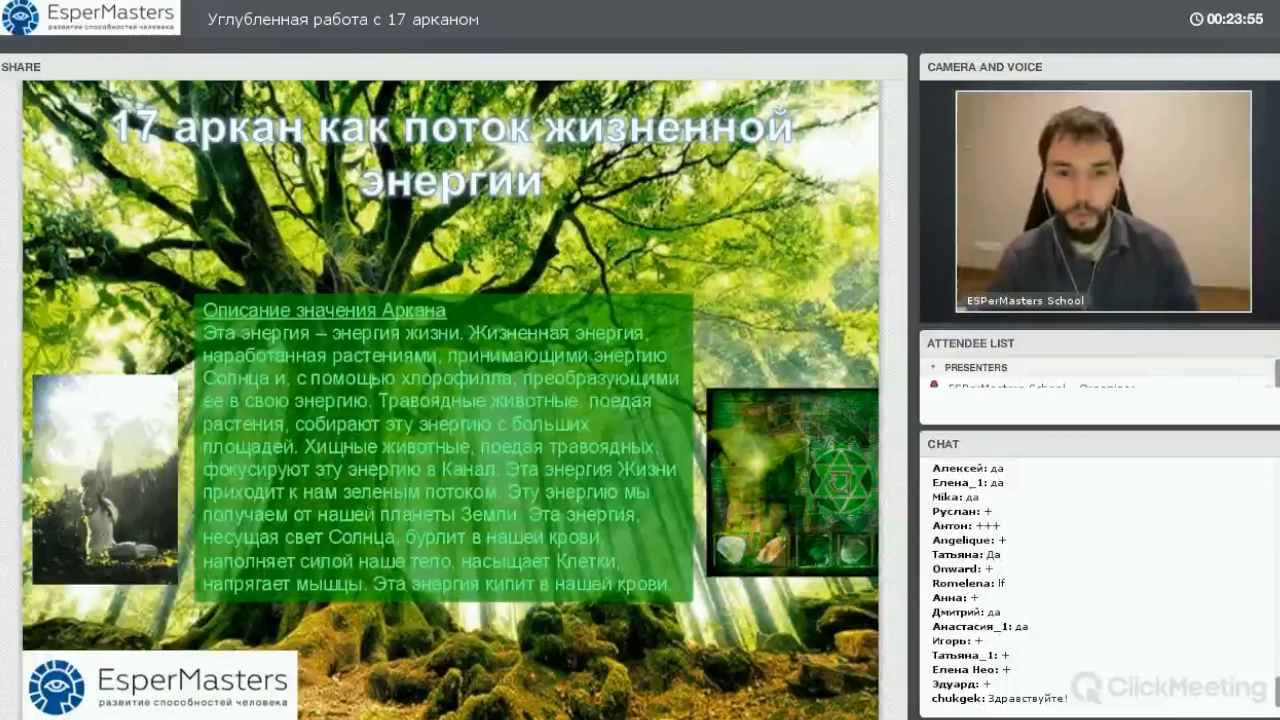 EsperMasters
развитие способностей человека
Углубленная работа с 17 арканом
00:23:55
SHARE
17 аркан как поток жизненной
энергии
Описание значения Аркана
Эта энергия – энергия жизни. Жизненная энергия,
наработанная растениями, принимающими энергию
Солнца и, с помощью хлорофилла, преобразующими
ее в свою энергию. Травоядные животные, поедая
растения, собирают эту энергию с больших
площадей. Хищные животные, поедая травоядных,
фокусируют эту энергию в Канал. Эта энергия Жизни
приходит к нам зеленым потоком. Эту энергию мы
получаем от нашей планеты Земли. Эта энергия,
несущая свет Солнца, бурлит в нашей крови,
наполняет силой наше тело, насыщает Клетки,
напрягает мышцы. Эта энергия кипит в нашей крови.
EsperMasters
развитие способностей человека
CAMERA AND VOICE
ESPerMasters School
ATTENDEE LIST
PRESENTERS
ESPerMasters School - Organizer
CHAT
Алексей: да
Елена_1: да
Mika: да
Руслан: +
Антон: +++
Angelique: +
Татьяна: Да
Onward: +
Romelena: lf
Анна: +
Дмитрий: да
Анастасия_1: да
Игорь: +
Татьяна_1: +
Елена Нео: +
Эдуард: +
chukgek: Здравствуйте!
ClickMeeting